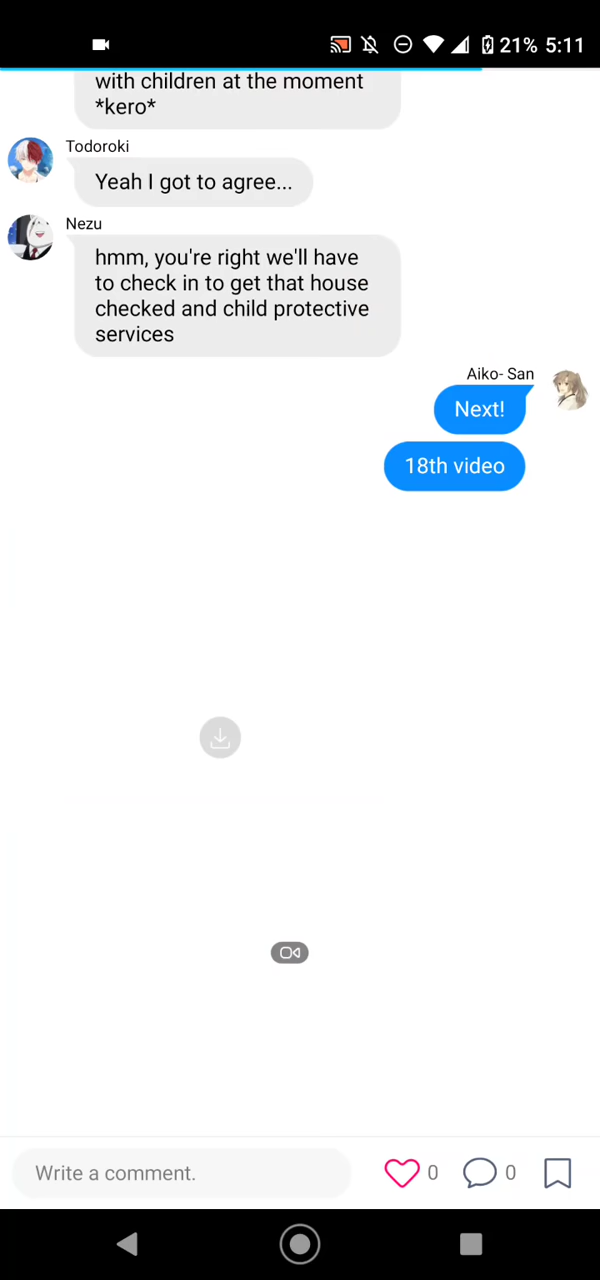 21% 5:11
with children at the moment
*kero*
Todoroki
Yeah I got to agree...
Nezu
hmm, you're right we'll have
to check in to get that house
checked and child protective
services
Aiko- San
Next!
18th video
Write a comment.
0
0